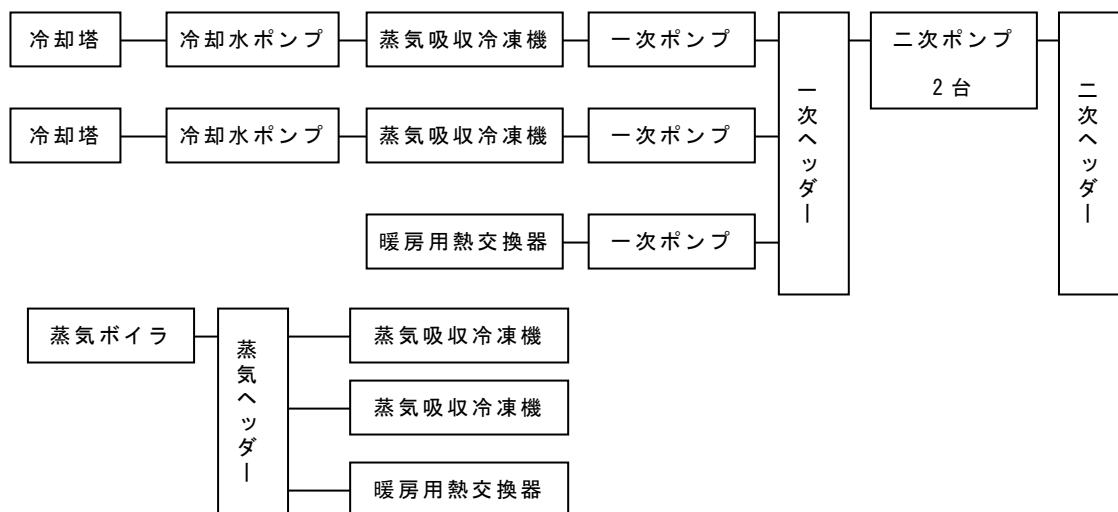 冷却塔 冷却水ポンプ 蒸気吸収冷凍機 一次ポンプ 二次ポンプ
2台
冷却塔 冷却水ポンプ 蒸気吸収冷凍機 一次ポンプ
一次ヘッダー
二次ヘッダー
暖房用熱交換器 一次ポンプ
蒸気ボイラ
蒸気ヘッダー
蒸気吸収冷凍機
蒸気吸収冷凍機
暖房用熱交換器